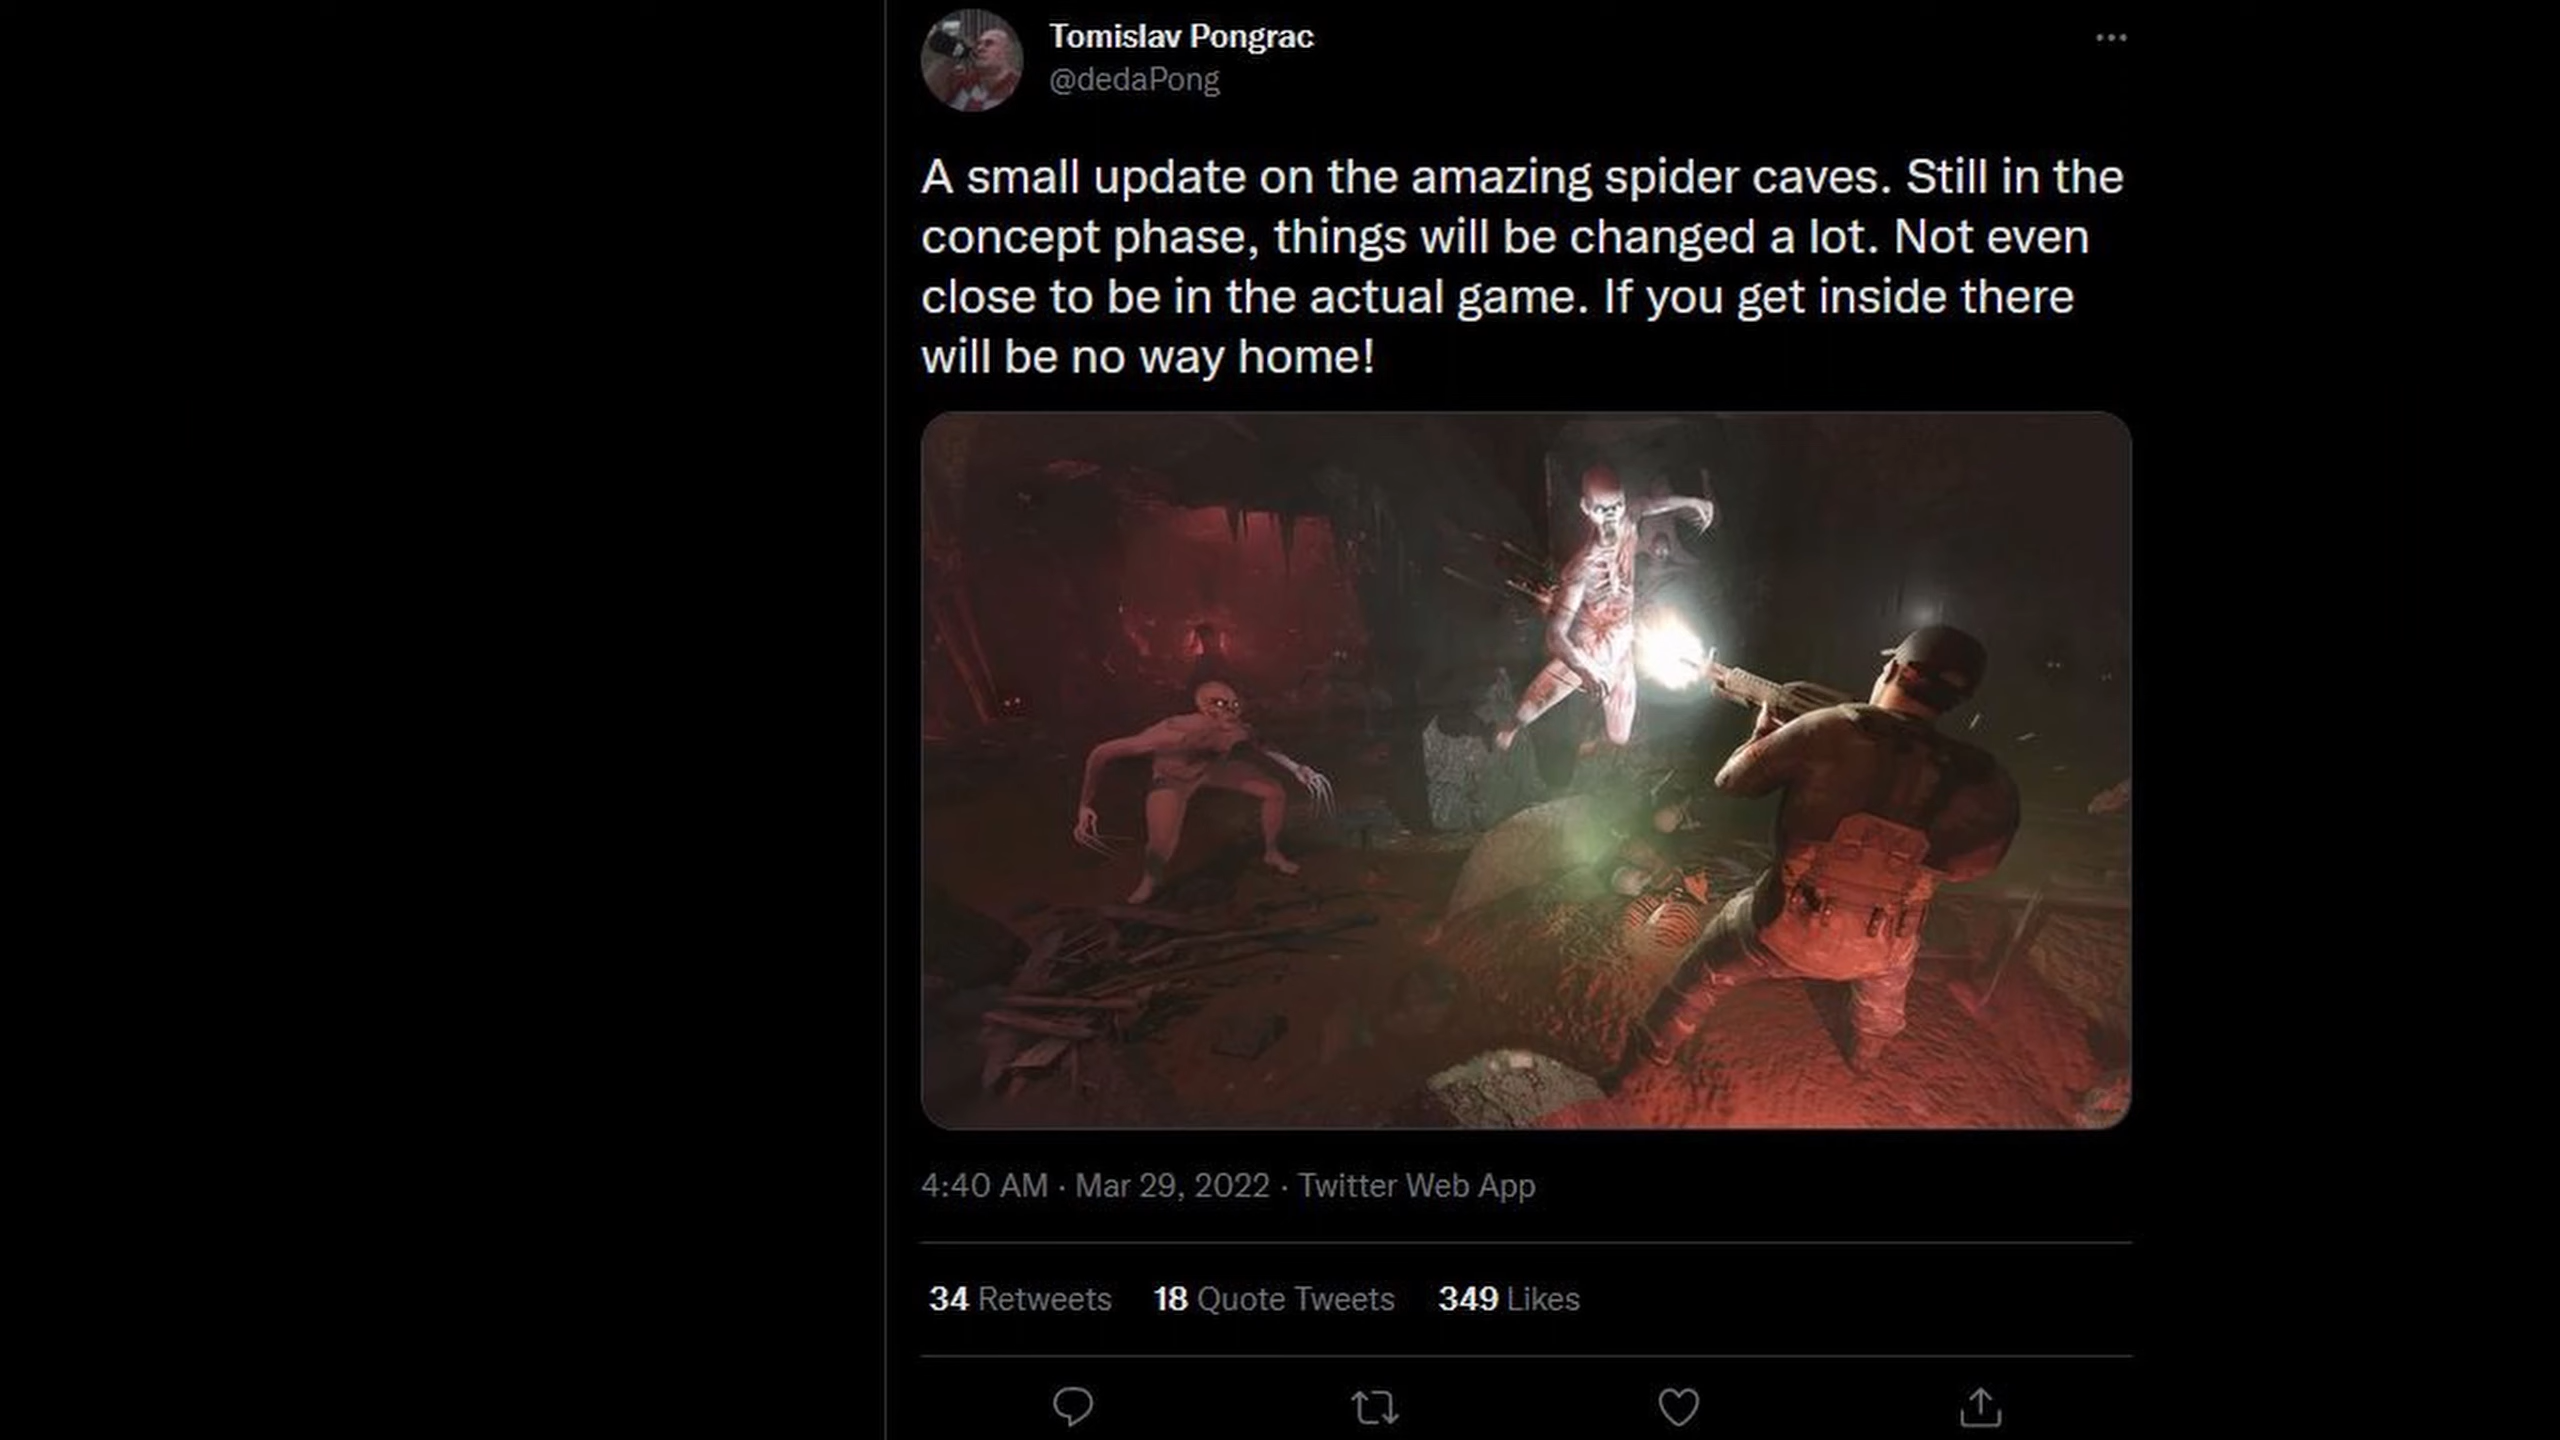 Tomislav Pongrac
@dedaPong
A small update on the amazing spider caves. Still in the
concept phase, things will be changed a lot. Not even
close to be in the actual game. If you get inside there
will be no way home!
4:40 AM · Mar 29, 2022 · Twitter Web App
34 Retweets 18 Quote Tweets 349 Likes